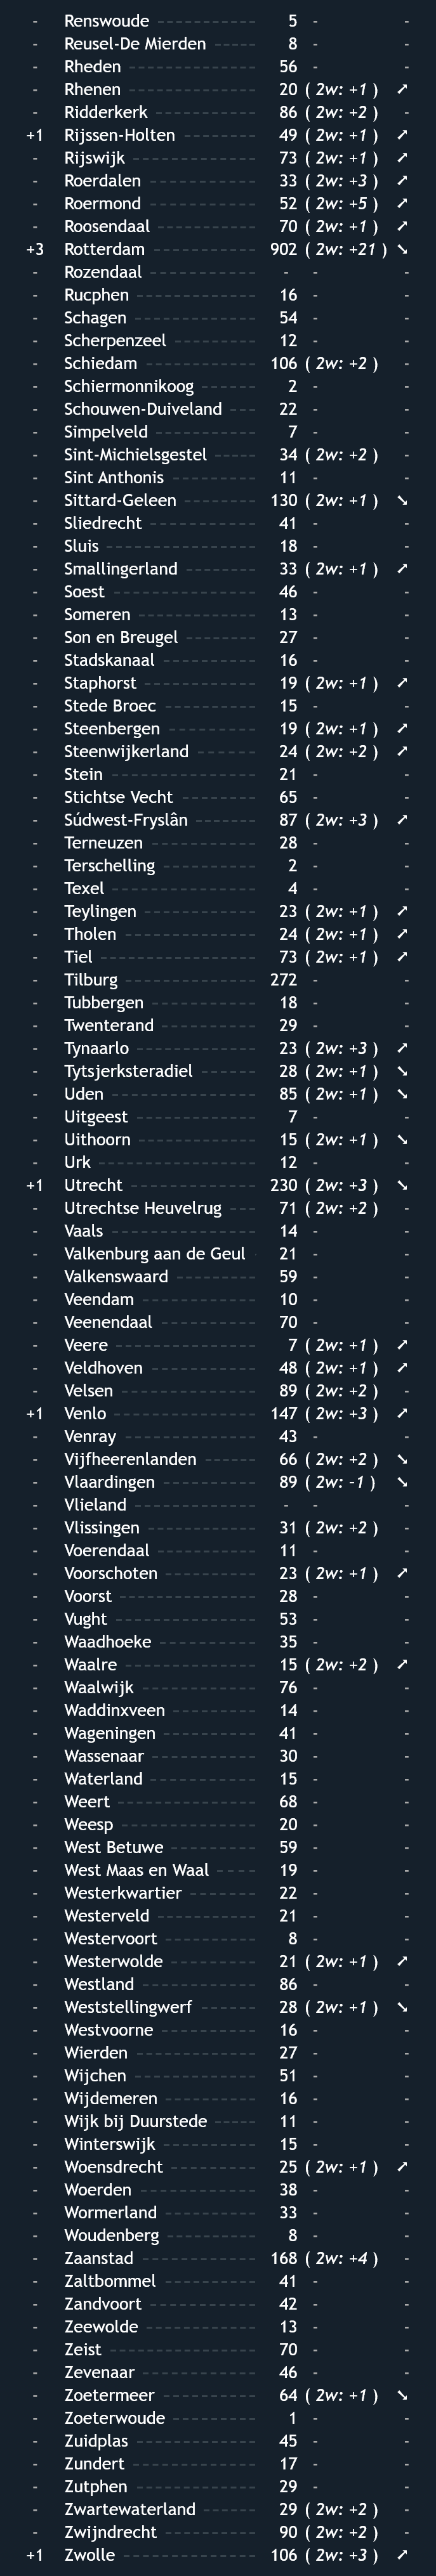 - Renswoude 5 - -
- Reusel-De Mierden 8 - -
- Rheden 56 - -
- Rhenen 20 ( 2w: +1 ) ↗
- Ridderkerk 86 ( 2w: +2 ) -
+1 Rijssen-Holten 49 ( 2w: +1 ) ↗
- Rijswijk 73 ( 2w: +1 ) ↗
- Roerdalen 33 ( 2w: +3 ) ↗
- Roermond 52 ( 2w: +5 ) ↗
- Roosendaal 70 ( 2w: +1 ) ↗
+3 Rotterdam 902 ( 2w: +21 ) ↘
- Rozendaal - - -
- Rucphen 16 - -
- Schagen 54 - -
- Scherpenzeel 12 - -
- Schiedam 106 ( 2w: +2 ) -
- Schiermonnikoog 2 - -
- Schouwen-Duiveland 22 - -
- Simpelveld 7 - -
- Sint-Michielsgestel 34 ( 2w: +2 ) -
- Sint Anthonis 11 - -
- Sittard-Geleen 130 ( 2w: +1 ) ↘
- Sliedrecht 41 - -
- Sluis 18 - -
- Smallingerland 33 ( 2w: +1 ) ↗
- Soest 46 - -
- Someren 13 - -
- Son en Breugel 27 - -
- Stadskanaal 16 - -
- Staphorst 19 ( 2w: +1 ) ↗
- Stede Broec 15 - -
- Steenbergen 19 ( 2w: +1 ) ↗
- Steenwijkerland 24 ( 2w: +2 ) ↗
- Stein 21 - -
- Stichtse Vecht 65 - -
- Súdwest-Fryslân 87 ( 2w: +3 ) ↗
- Terneuzen 28 - -
- Terschelling 2 - -
- Texel 4 - -
- Teylingen 23 ( 2w: +1 ) ↗
- Tholen 24 ( 2w: +1 ) ↗
- Tiel 73 ( 2w: +1 ) ↗
- Tilburg 272 - -
- Tubbergen 18 - -
- Twenterand 29 - -
- Tynaarlo 23 ( 2w: +3 ) ↗
- Tytsjerksteradiel 28 ( 2w: +1 ) ↘
- Uden 85 ( 2w: +1 ) ↘
- Uitgeest 7 - -
- Uithoorn 15 ( 2w: +1 ) ↘
- Urk 12 - -
+1 Utrecht 230 ( 2w: +3 ) ↘
- Utrechtse Heuvelrug 71 ( 2w: +2 ) -
- Vaals 14 - -
- Valkenburg aan de Geul 21 - -
- Valkenswaard 59 - -
- Veendam 10 - -
- Veenendaal 70 - -
- Veere 7 ( 2w: +1 ) ↗
- Veldhoven 48 ( 2w: +1 ) ↗
- Velsen 89 ( 2w: +2 ) -
+1 Venlo 147 ( 2w: +3 ) ↗
- Venray 43 - -
- Vijfheerenlanden 66 ( 2w: +2 ) ↘
- Vlaardingen 89 ( 2w: -1 ) ↘
- Vlieland - - -
- Vlissingen 31 ( 2w: +2 ) -
- Voerendaal 11 - -
- Voorschoten 23 ( 2w: +1 ) ↗
- Voorst 28 - -
- Vught 53 - -
- Waadhoeke 35 - -
- Waalre 15 ( 2w: +2 ) ↗
- Waalwijk 76 - -
- Waddinxveen 14 - -
- Wageningen 41 - -
- Wassenaar 30 - -
- Waterland 15 - -
- Weert 68 - -
- Weesp 20 - -
- West Betuwe 59 - -
- West Maas en Waal 19 - -
- Westerkwartier 22 - -
- Westerveld 21 - -
- Westervoort 8 - -
- Westerwolde 21 ( 2w: +1 ) ↗
- Westland 86 - -
- Weststellingwerf 28 ( 2w: +1 ) ↘
- Westvoorne 16 - -
- Wierden 27 - -
- Wijchen 51 - -
- Wijdemeren 16 - -
- Wijk bij Duurstede 11 - -
- Winterswijk 15 - -
- Woensdrecht 25 ( 2w: +1 ) ↗
- Woerden 38 - -
- Wormerland 33 - -
- Woudenberg 8 - -
- Zaanstad 168 ( 2w: +4 ) -
- Zaltbommel 41 - -
- Zandvoort 42 - -
- Zeewolde 13 - -
- Zeist 70 - -
- Zevenaar 46 - -
- Zoetermeer 64 ( 2w: +1 ) ↘
- Zoeterwoude 1 - -
- Zuidplas 45 - -
- Zundert 17 - -
- Zutphen 29 - -
- Zwartewaterland 29 ( 2w: +2 ) -
- Zwijndrecht 90 ( 2w: +2 ) -
+1 Zwolle 106 ( 2w: +3 ) ↗